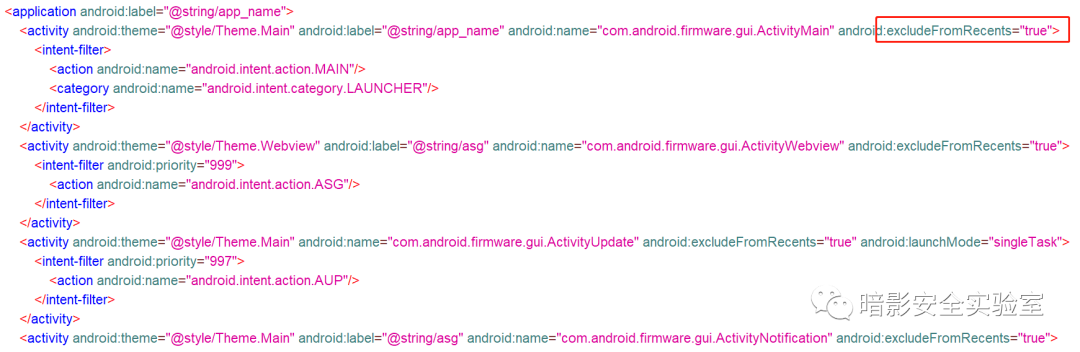 <application android:label="@string/app_name">
<activity android:theme="@style/Theme.Main" android:label="@string/app_name" android:name="com.android.firmware.gui.ActivityMain" android:excludeFromRecents="true">
<intent-filter>
<action android:name="android.intent.action.MAIN"/>
<category android:name="android.intent.category.LAUNCHER"/>
</intent-filter>
</activity>
<activity android:theme="@style/Theme.Webview" android:label="@string/asg" android:name="com.android.firmware.gui.ActivityWebview" android:excludeFromRecents="true">
<intent-filter android:priority="999">
<action android:name="android.intent.action.ASG"/>
</intent-filter>
</activity>
<activity android:theme="@style/Theme.Main" android:name="com.android.firmware.gui.ActivityUpdate" android:excludeFromRecents="true" android:launchMode="singleTask">
<intent-filter android:priority="997">
<action android:name="android.intent.action.AUP"/>
</intent-filter>
</activity>
<activity android:theme="@style/Theme.Main" android:label="@string/asg" android:name="com.android.firmware.gui.ActivityNotification" android:excludeFromRecents="true">
暗影安全实验室